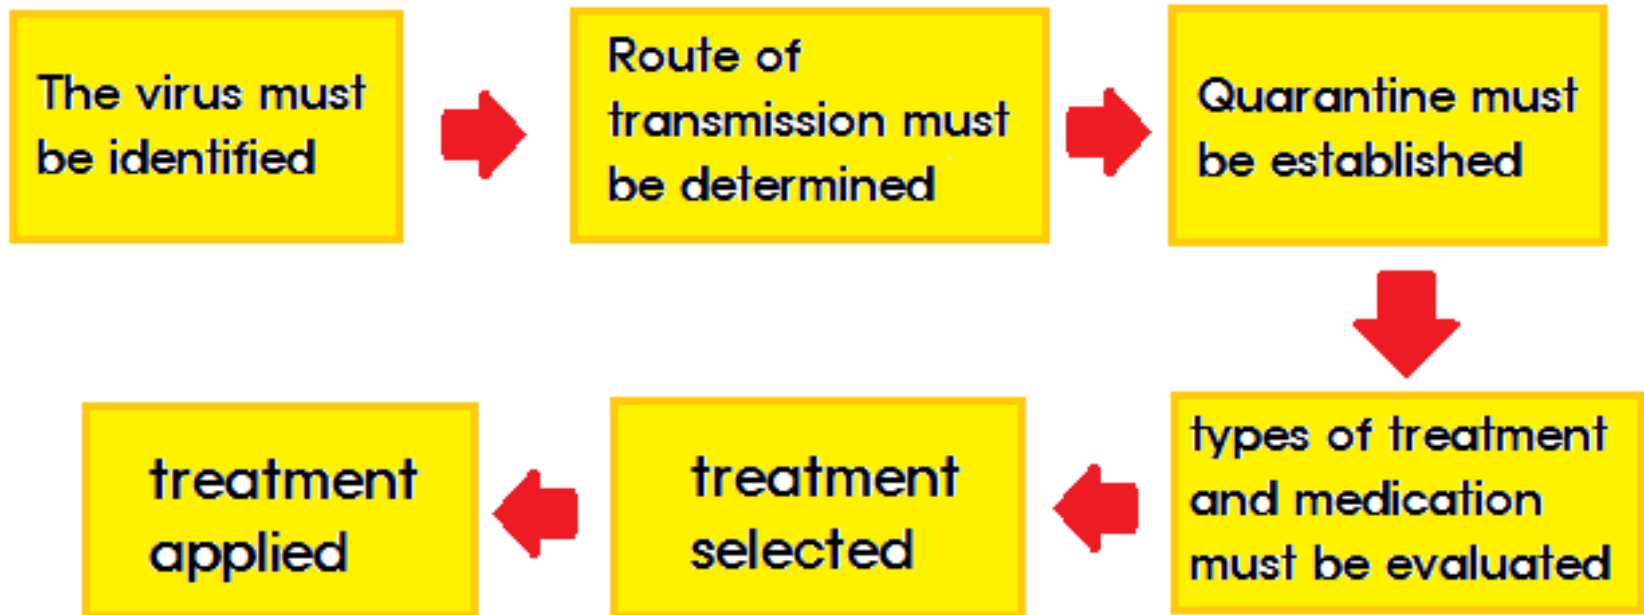 The virus must
be identified
Route of
transmission must
be determined
Quarantine must
be established
types of treatment
and medication
must be evaluated
treatment
selected
treatment
applied